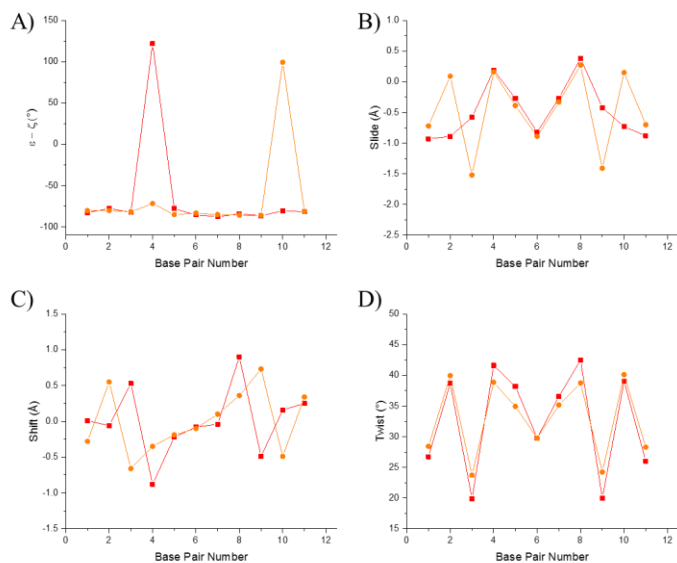 A)
150
100
50
0
-50
-100
ε – ζ (°)
0 2 4 6 8 10 12
Base Pair Number
B)
1.0
0.5
0.0
-0.5
-1.0
-1.5
-2.0
-2.5
Slide (Å)
0 2 4 6 8 10 12
Base Pair Number
C)
1.5
1.0
0.5
0.0
-0.5
-1.0
-1.5
Shift (Å)
0 2 4 6 8 10 12
Base Pair Number
D)
50
45
40
35
30
25
20
15
Twist (°)
0 2 4 6 8 10 12
Base Pair Number